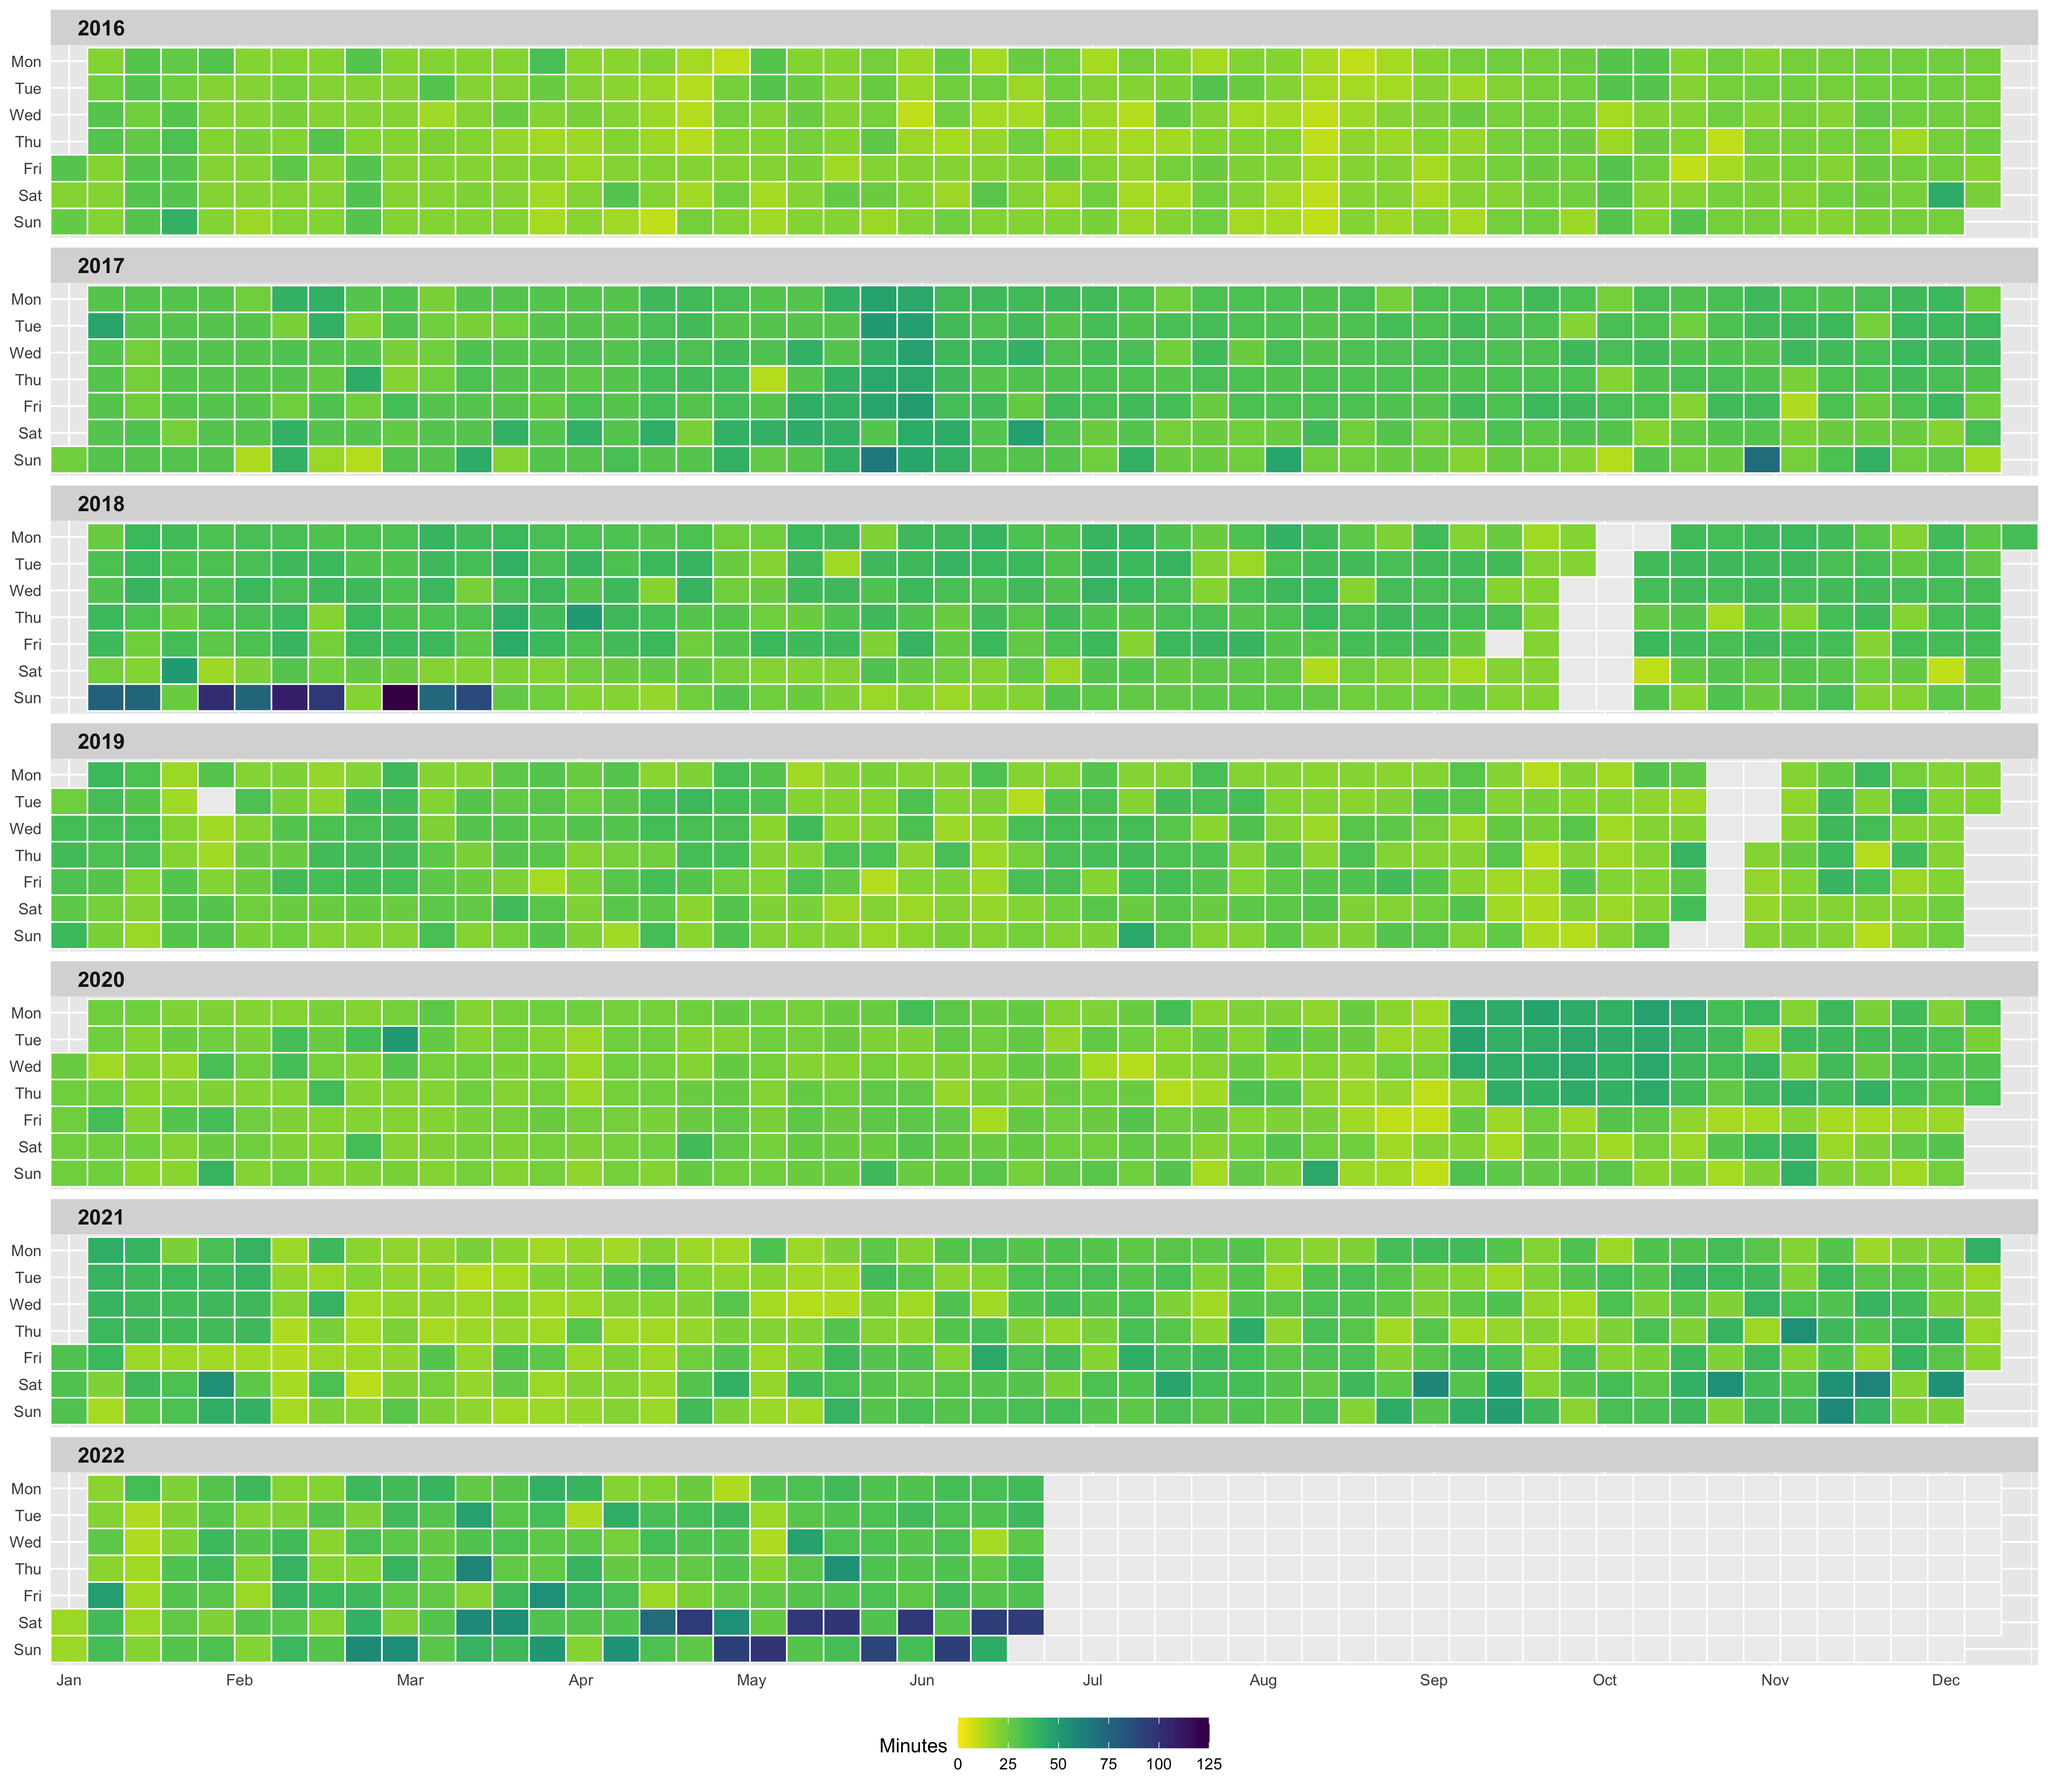 2016
Mon
Tue
Wed
Thu
Fri
Sat
Sun
2017
Mon
Tue
Wed
Thu
Fri
Sat
Sun
2018
Mon
Tue
Wed
Thu
Fri
Sat
Sun
2019
Mon
Tue
Wed
Thu
Fri
Sat
Sun
2020
Mon
Tue
Wed
Thu
Fri
Sat
Sun
2021
Mon
Tue
Wed
Thu
Fri
Sat
Sun
2022
Mon
Tue
Wed
Thu
Fri
Sat
Sun
Jan Feb Mar Apr May Jun Jul Aug Sep Oct Nov Dec
Minutes
0 25 50 75 100 125